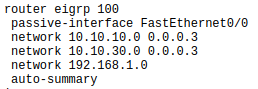 router eigrp 100
passive-interface FastEthernet0/0
network 10.10.10.0 0.0.0.3
network 10.10.30.0 0.0.0.3
network 192.168.1.0
auto-summary